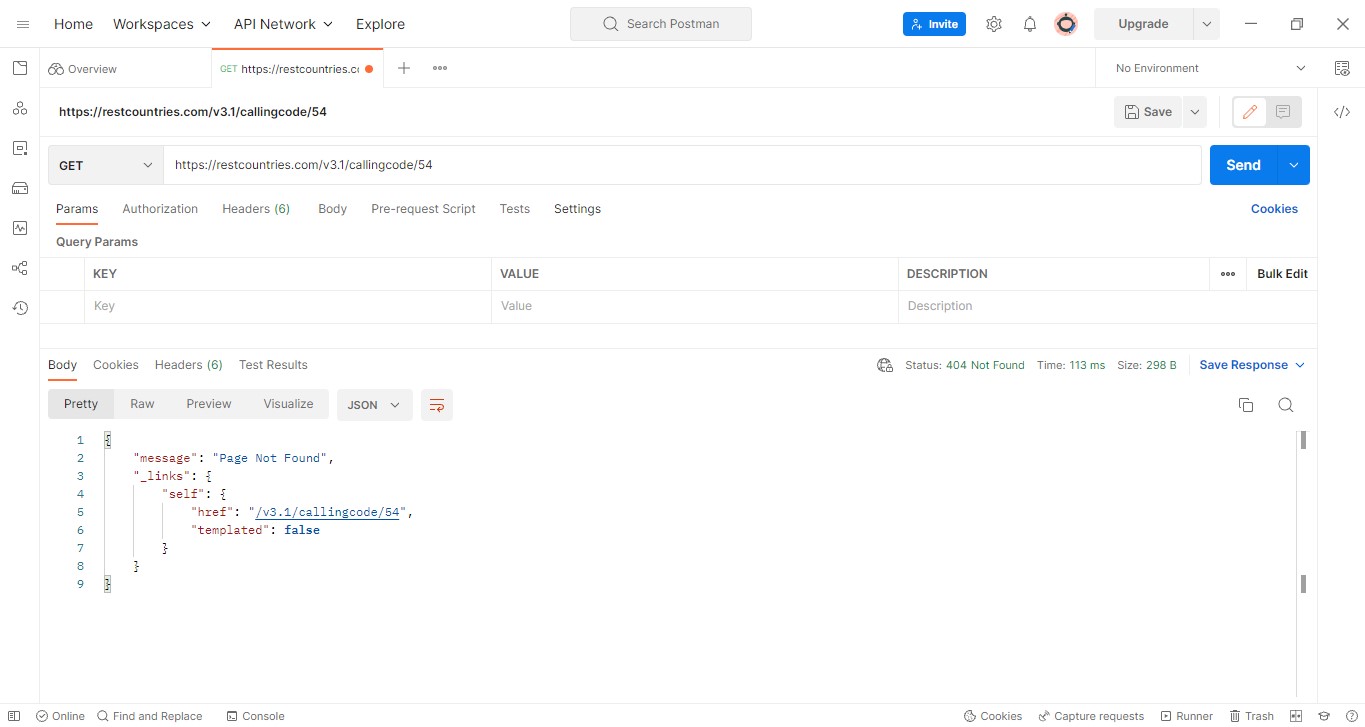 Home Workspaces API Network Explore Search Postman Invite Upgrade
Overview GET https://restcountries.cc No Environment
https://restcountries.com/v3.1/callingcode/54 Save
GET https://restcountries.com/v3.1/callingcode/54 Send
Params Authorization Headers (6) Body Pre-request Script Tests Settings Cookies
Query Params
KEY VALUE DESCRIPTION Bulk Edit
Key Value Description
Body Cookies Headers (6) Test Results Status: 404 Not Found Time: 113 ms Size: 298 B Save Response
Pretty Raw Preview Visualize JSON
1 {
2 "message": "Page Not Found",
3 "_links": {
4 "self": {
5 "href": "/v3.1/callingcode/54",
6 "templated": false
7 }
8 }
9 }
Online Find and Replace Console Cookies Capture requests Runner Trash